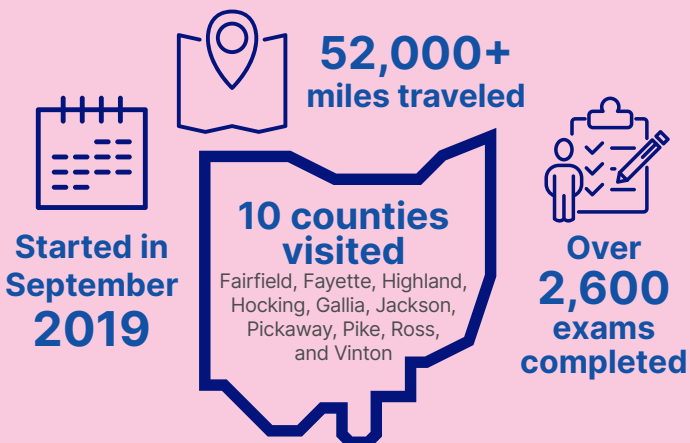 52,000+
miles traveled
Started in
September
2019
10 counties
visited
Fairfield, Fayette, Highland,
Hocking, Gallia, Jackson,
Pickaway, Pike, Ross,
and Vinton
Over
2,600
exams
completed